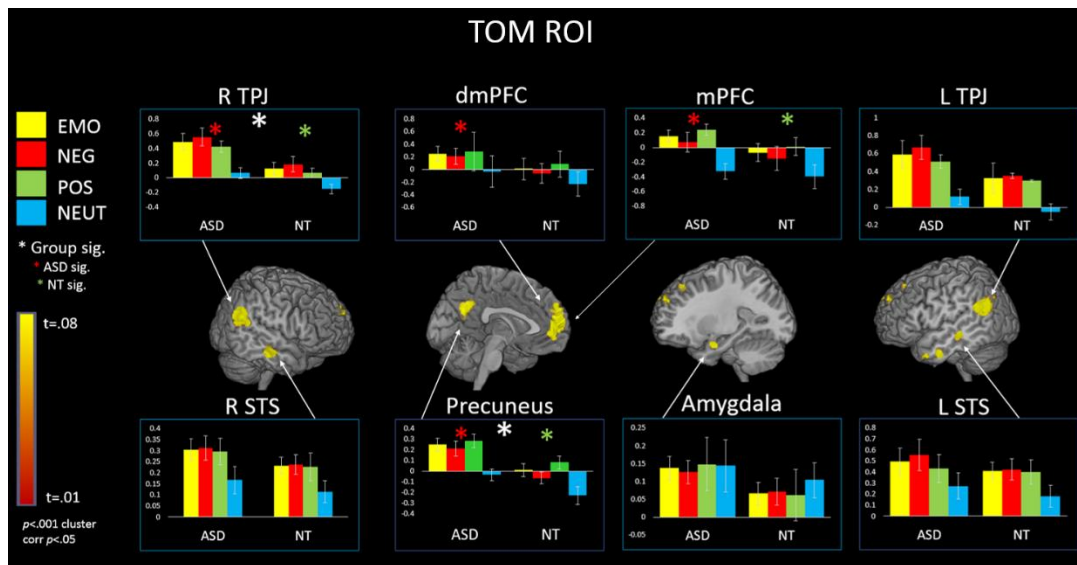 TOM ROI
EMO
NEG
POS
NEUT
* Group sig.
* ASD sig.
* NT sig.
t=.08
t=.01
p<.001 cluster
corr p<.05
R TPJ
* * *
0.8
0.6
0.4
0.2
0
-0.2
-0.4
ASD NT
dmPFC
*
0.8
0.6
0.4
0.2
0
-0.2
-0.4
-0.6
ASD NT
mPFC
* *
0.4
0.2
0
-0.2
-0.4
-0.6
-0.8
ASD NT
L TPJ
1
0.8
0.6
0.4
0.2
0
-0.2
ASD NT
R STS
0.4
0.35
0.3
0.25
0.2
0.15
0.1
0.05
0
ASD NT
Precuneus
* * *
0.4
0.3
0.2
0.1
0
-0.1
-0.2
-0.3
-0.4
ASD NT
Amygdala
0.25
0.2
0.15
0.1
0.05
0
-0.05
ASD NT
L STS
0.8
0.7
0.6
0.5
0.4
0.3
0.2
0.1
0
ASD NT